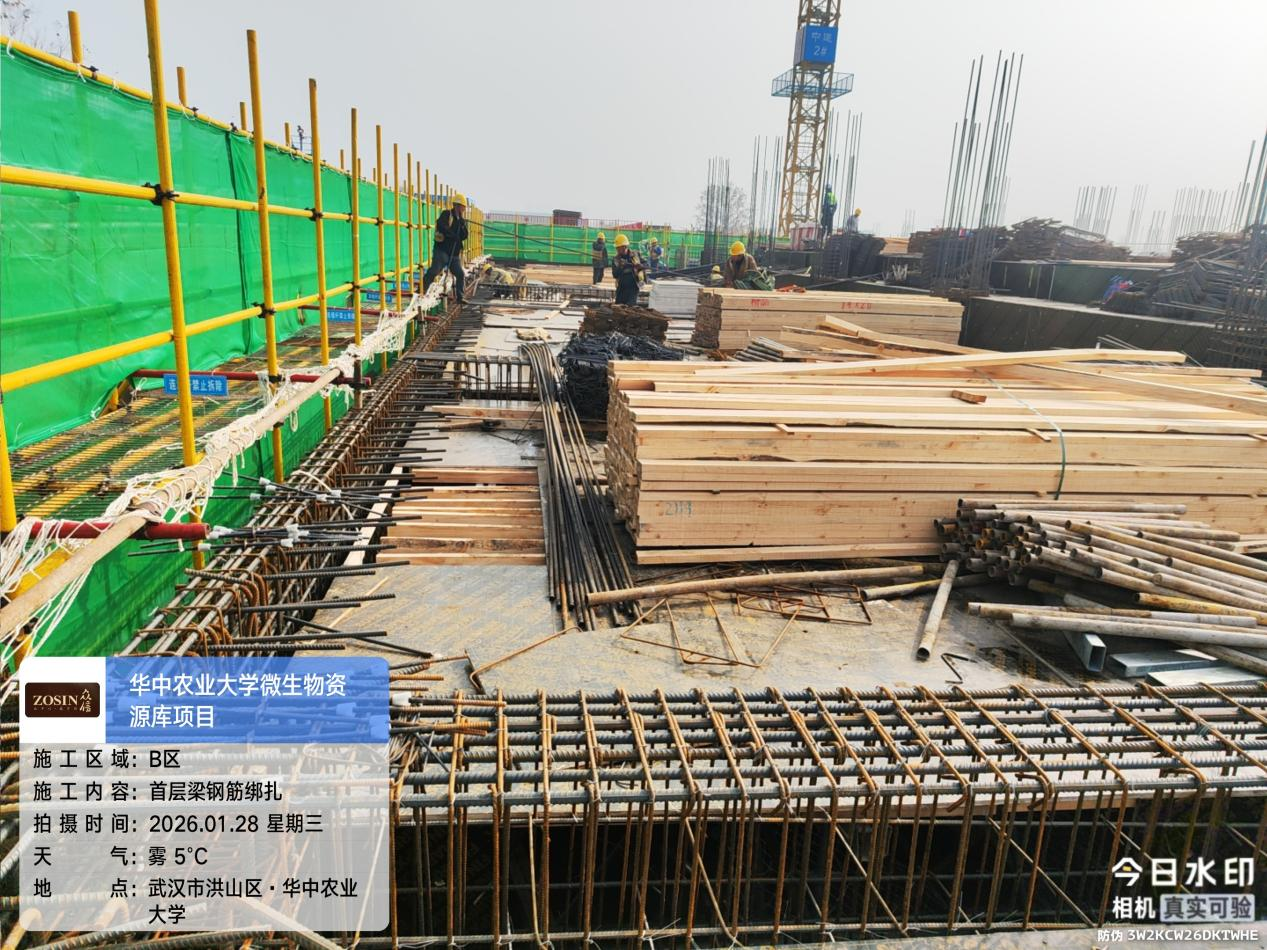 中建
2#
连墙杆禁止拆除
2113
ZOSIN 众信
华中农业大学微生物资
源库项目
施工区域：B区
施工内容：首层梁钢筋绑扎
拍摄时间：2026.01.28 星期三
天气：雾 5℃
地点：武汉市洪山区·华中农业
大学
今日水印
相机 真实可验
防伪 3W2KCW26DKTWHE